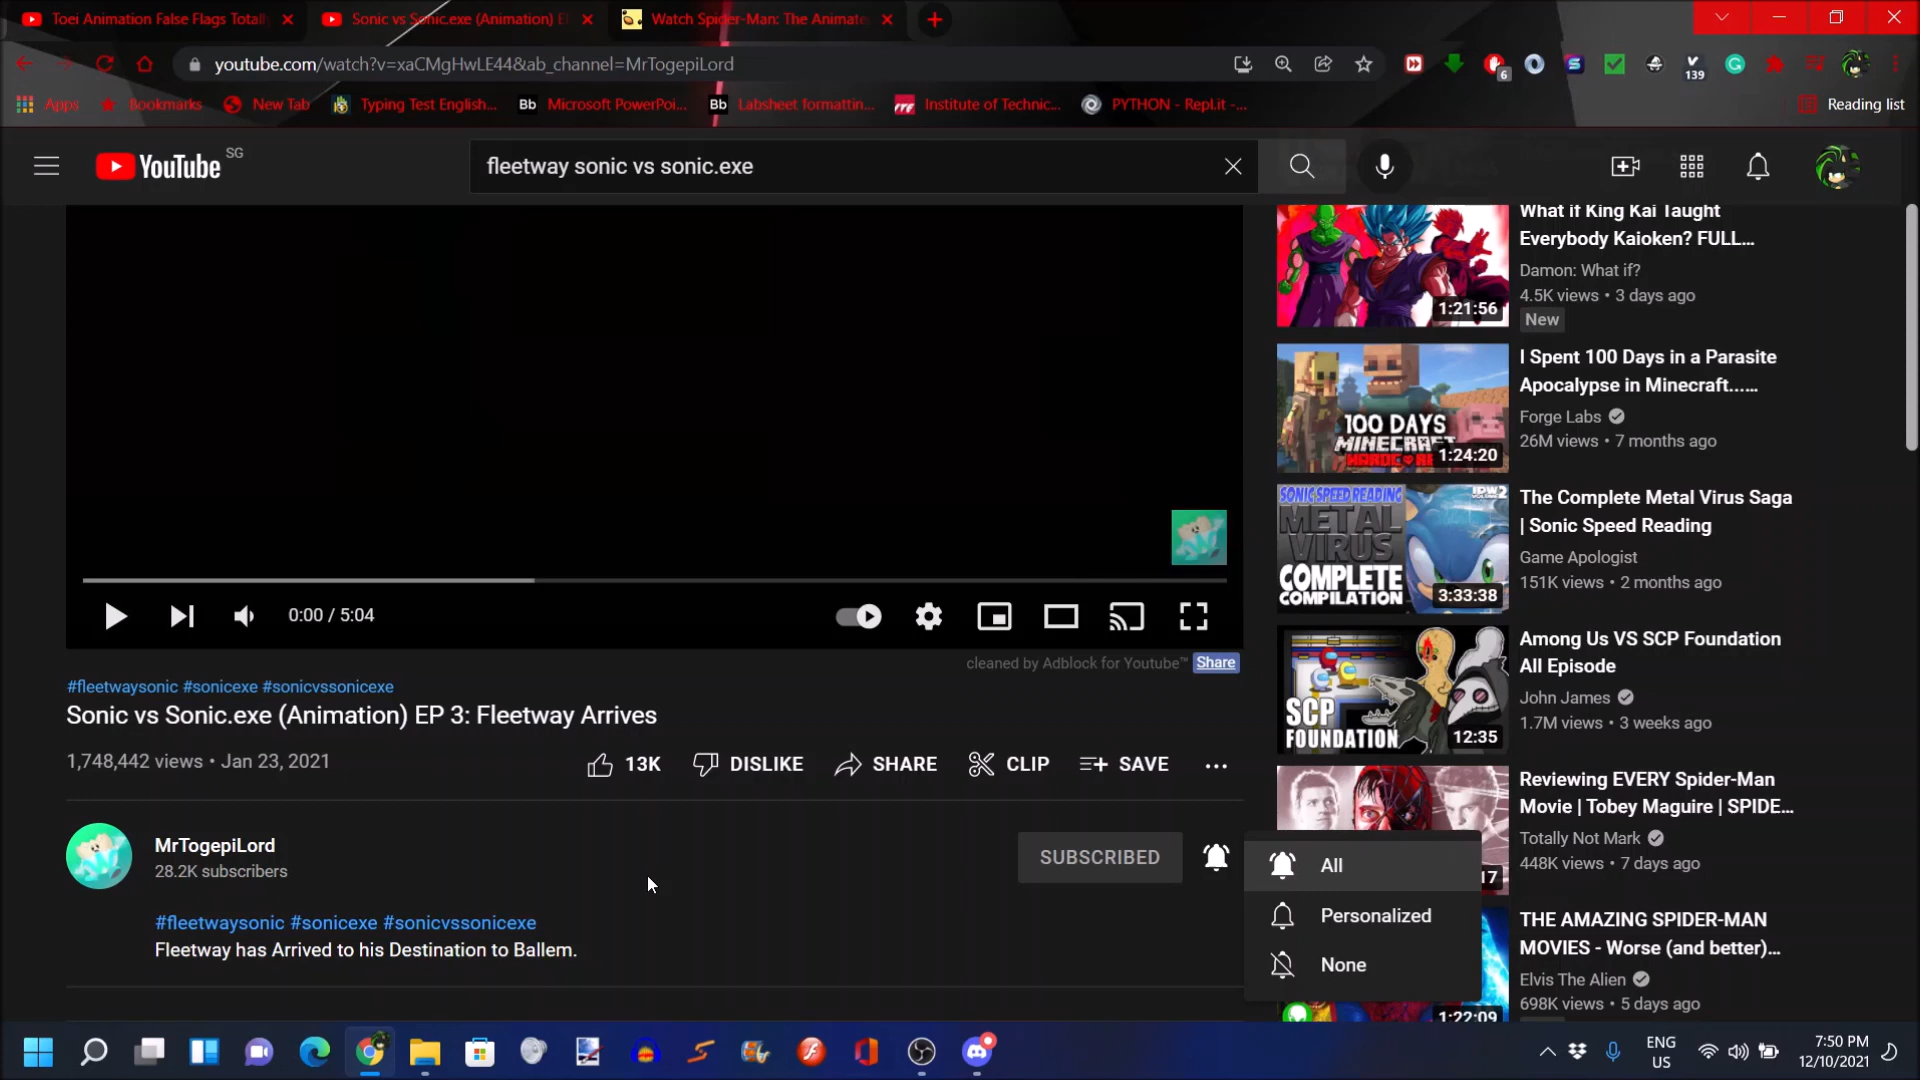 Toei Animation False Flags Totall
Sonic vs Sonic.exe (Animation) E
Watch Spider-Man: The Animate
youtube.com/watch?v=xaCMgHwLE44&ab_channel=MrTogepiLord
6
139
Apps
Bookmarks
New Tab
Typing Test English...
Bb Microsoft PowerPoi...
Bb Labsheet formattin...
Institute of Technic...
PYTHON - Repl.it -...
Reading list
YouTube SG
fleetway sonic vs sonic.exe
0:00 / 5:04
cleaned by Adblock for Youtube™ Share
#fleetwaysonic #sonicexe #sonicvssonicexe
Sonic vs Sonic.exe (Animation) EP 3: Fleetway Arrives
1,748,442 views • Jan 23, 2021
13K
DISLIKE
SHARE
CLIP
SAVE
MrTogepiLord
28.2K subscribers
SUBSCRIBED
All
Personalized
None
#fleetwaysonic #sonicexe #sonicvssonicexe
Fleetway has Arrived to his Destination to Ballem.
What if King Kai Taught
Everybody Kaioken? FULL...
Damon: What if?
4.5K views • 3 days ago
New
1:21:56
I Spent 100 Days in a Parasite
Apocalypse in Minecraft......
Forge Labs
26M views • 7 months ago
100 DAYS
MINECRAFT
1:24:20
The Complete Metal Virus Saga
| Sonic Speed Reading
Game Apologist
151K views • 2 months ago
SONIC SPEED READING
IDW2
METAL
VIRUS
COMPLETE
COMPILATION
3:33:38
Among Us VS SCP Foundation
All Episode
John James
1.7M views • 3 weeks ago
SCP
FOUNDATION
12:35
Reviewing EVERY Spider-Man
Movie | Tobey Maguire | SPIDE...
Totally Not Mark
448K views • 7 days ago
17
THE AMAZING SPIDER-MAN
MOVIES - Worse (and better)...
Elvis The Alien
698K views • 5 days ago
1:22:09
ENG
US
7:50 PM
12/10/2021